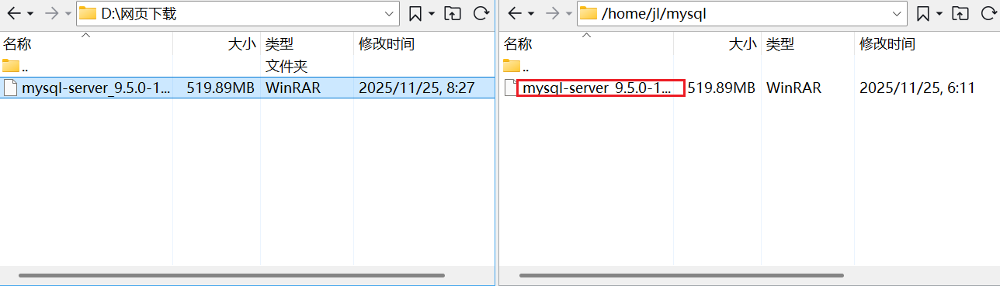 D:\网页下载
名称 大小 类型 修改时间
.. 文件夹
mysql-server_9.5.0-1... 519.89MB WinRAR 2025/11/25, 8:27
/home/jl/mysql
名称 大小 类型 修改时间
..
mysql-server_9.5.0-1... 519.89MB WinRAR 2025/11/25, 6:11